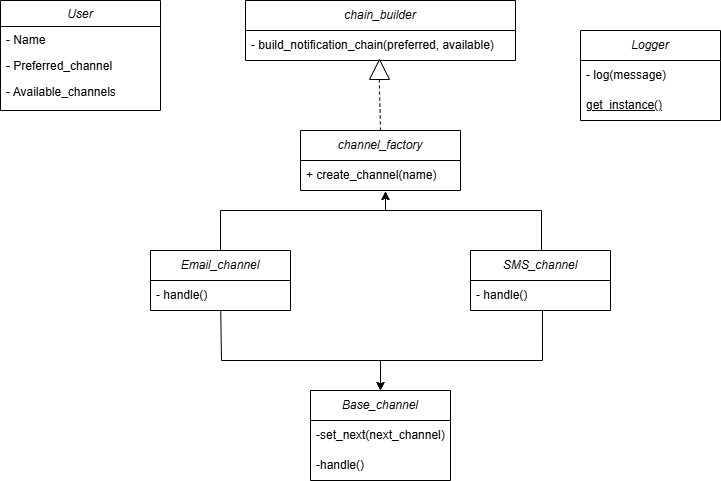 User
- Name
- Preferred_channel
- Available_channels
chain_builder
- build_notification_chain(preferred, available)
Logger
- log(message)
get_instance()
channel_factory
+ create_channel(name)
Email_channel
- handle()
SMS_channel
- handle()
Base_channel
-set_next(next_channel)
-handle()